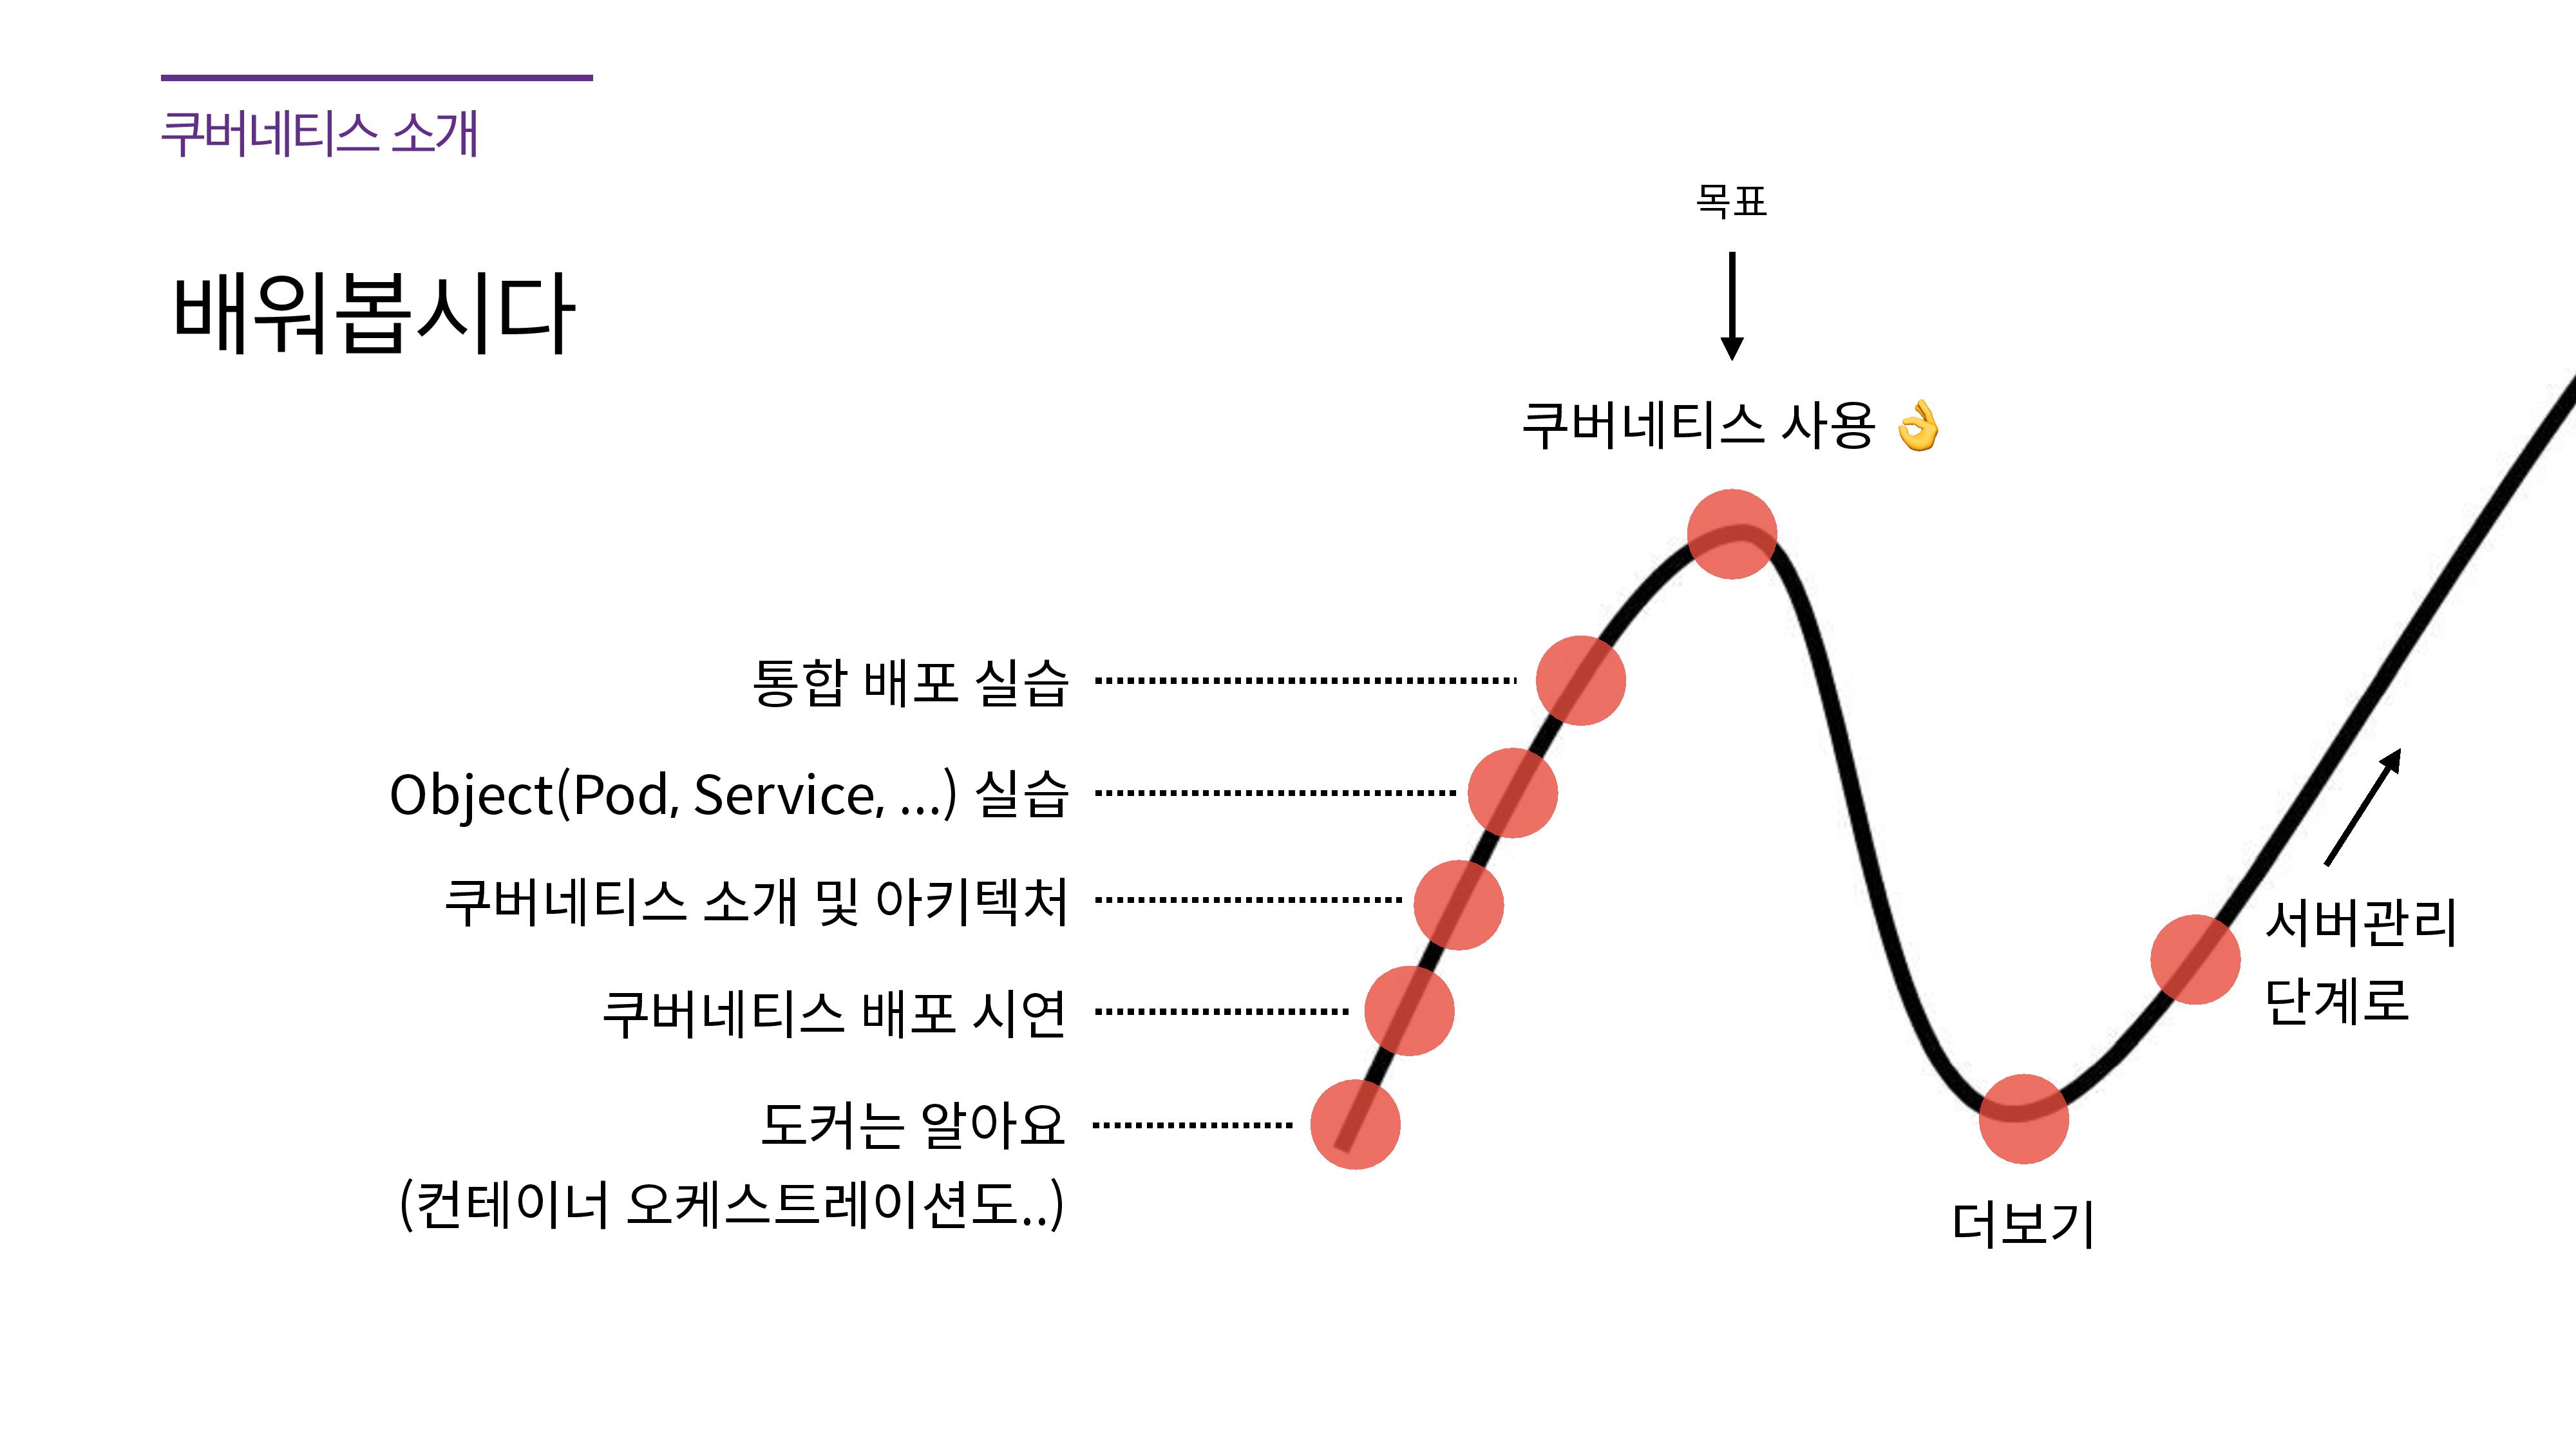 쿠버네티스 소개
배워봅시다
목표
쿠버네티스 사용 👌
통합 배포 실습
Object(Pod, Service, ...) 실습
쿠버네티스 소개 및 아키텍처
쿠버네티스 배포 시연
도커는 알아요
(컨테이너 오케스트레이션도..)
서버관리
단계로
더보기